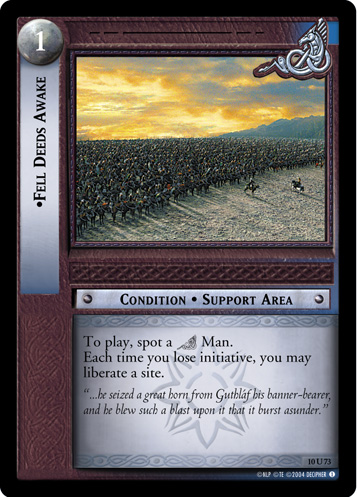 1
•Fell Deeds Awake
Condition • Support Area
To play, spot a Man.
Each time you lose initiative, you may
liberate a site.
“...he seized a great horn from Guthláf his banner-bearer,
and he blew such a blast upon it that it burst asunder.”
10 U 73
©NLP ©TE ©2004 DECIPHER